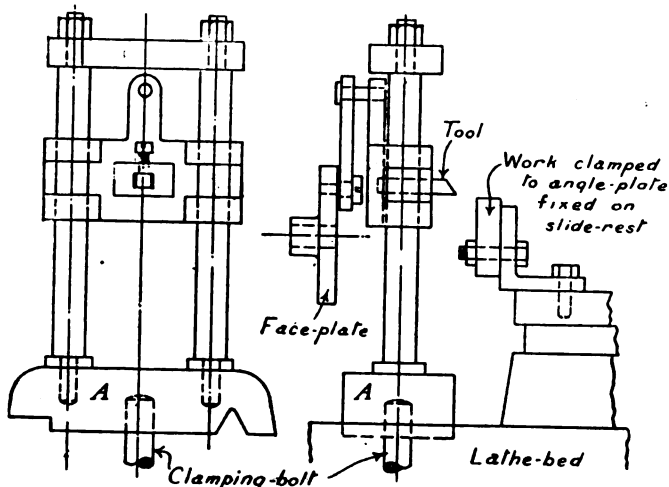 Tool
Work clamped
to angle-plate
fixed on
slide-rest
Face-plate
A
A
Clamping-bolt
Lathe-bed